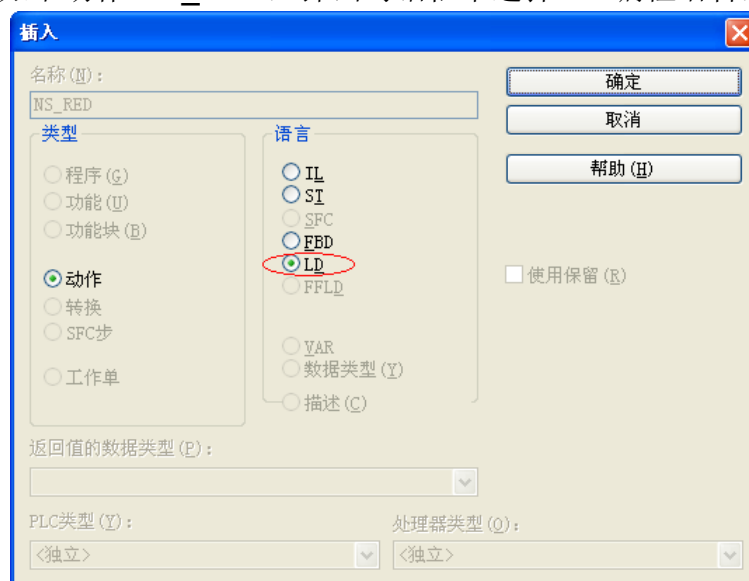 插入
名称(N):
NS_RED
确定
取消
帮助(H)
类型
程序(G)
功能(U)
功能块(B)
动作
转换
SFC步
工作单
语言
IL
ST
SFC
FBD
LD
FFLD
VAR
数据类型(Y)
描述(C)
使用保留(R)
返回值的数据类型(P):
PLC类型(Y):
处理器类型(O):
<独立>
<独立>